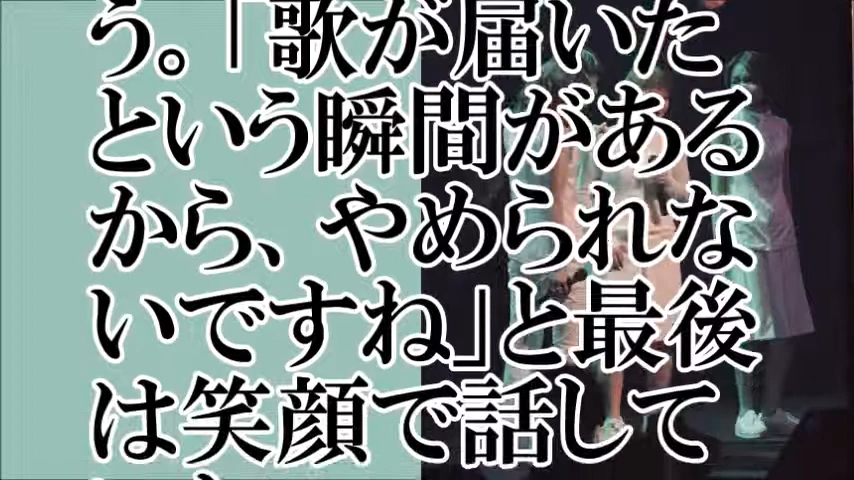 う。「歌が届いた
という瞬間がある
から、やめられな
いですね」と最後
は笑顔で話して